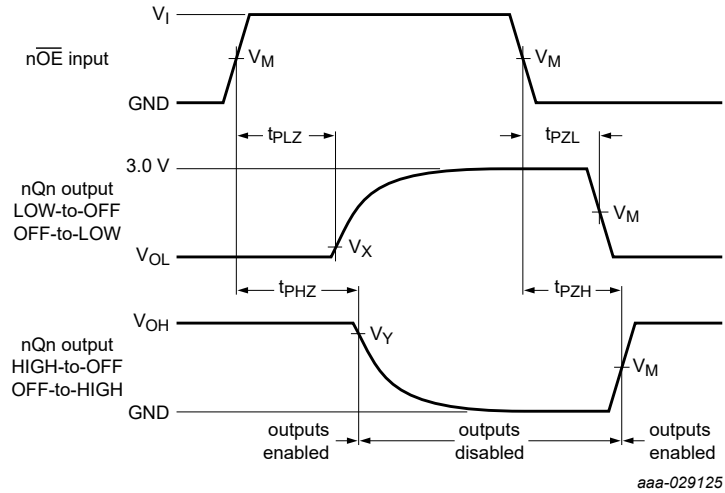 V_I
nO̅E̅ input
V_M
V_M
GND
t_PLZ
t_PZL
3.0 V
nQn output
LOW-to-OFF
OFF-to-LOW
V_M
V_X
V_OL
t_PHZ
t_PZH
V_OH
V_Y
nQn output
HIGH-to-OFF
OFF-to-HIGH
V_M
GND
outputs
enabled
outputs
disabled
outputs
enabled
aaa-029125